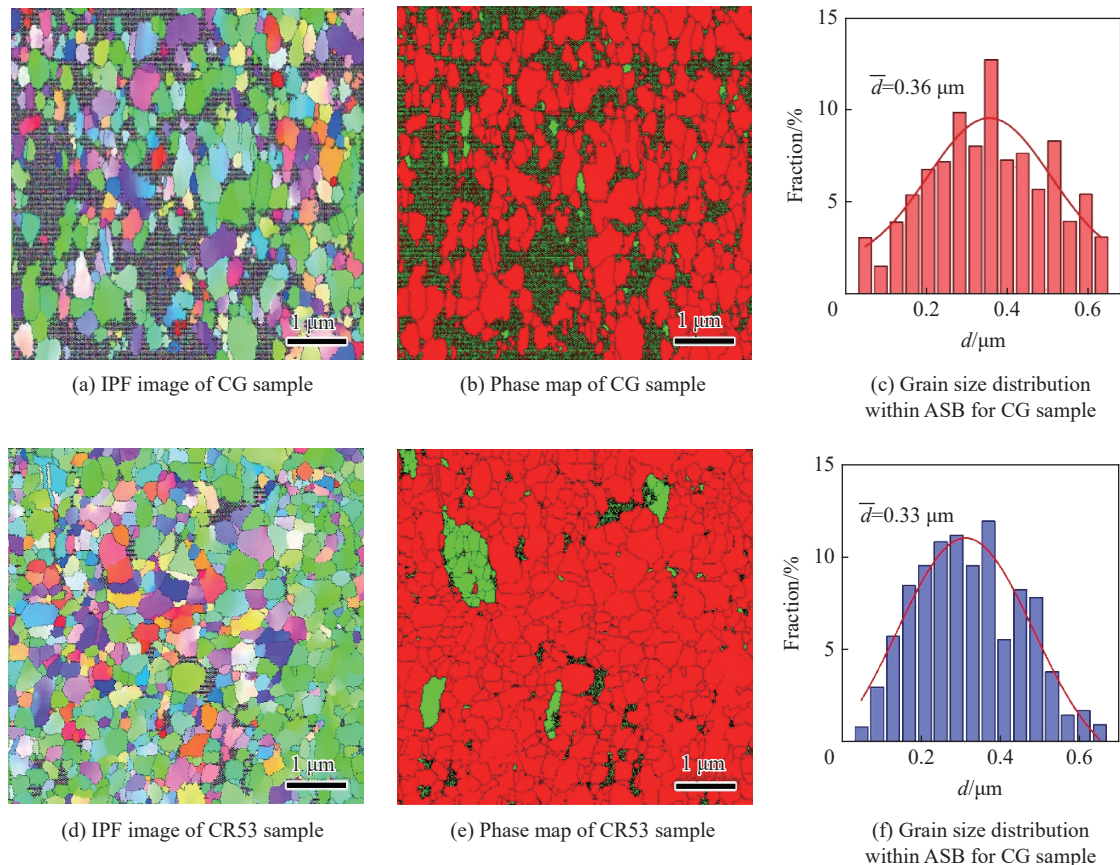 1 μm
1 μm
15
10
5
0
0.2
0.4
0.6
Fraction/%
d̅=0.36 μm
d/μm
(a) IPF image of CG sample
(b) Phase map of CG sample
(c) Grain size distribution
within ASB for CG sample
1 μm
1 μm
15
10
5
0
0.2
0.4
0.6
Fraction/%
d̅=0.33 μm
d/μm
(d) IPF image of CR53 sample
(e) Phase map of CR53 sample
(f) Grain size distribution
within ASB for CG sample